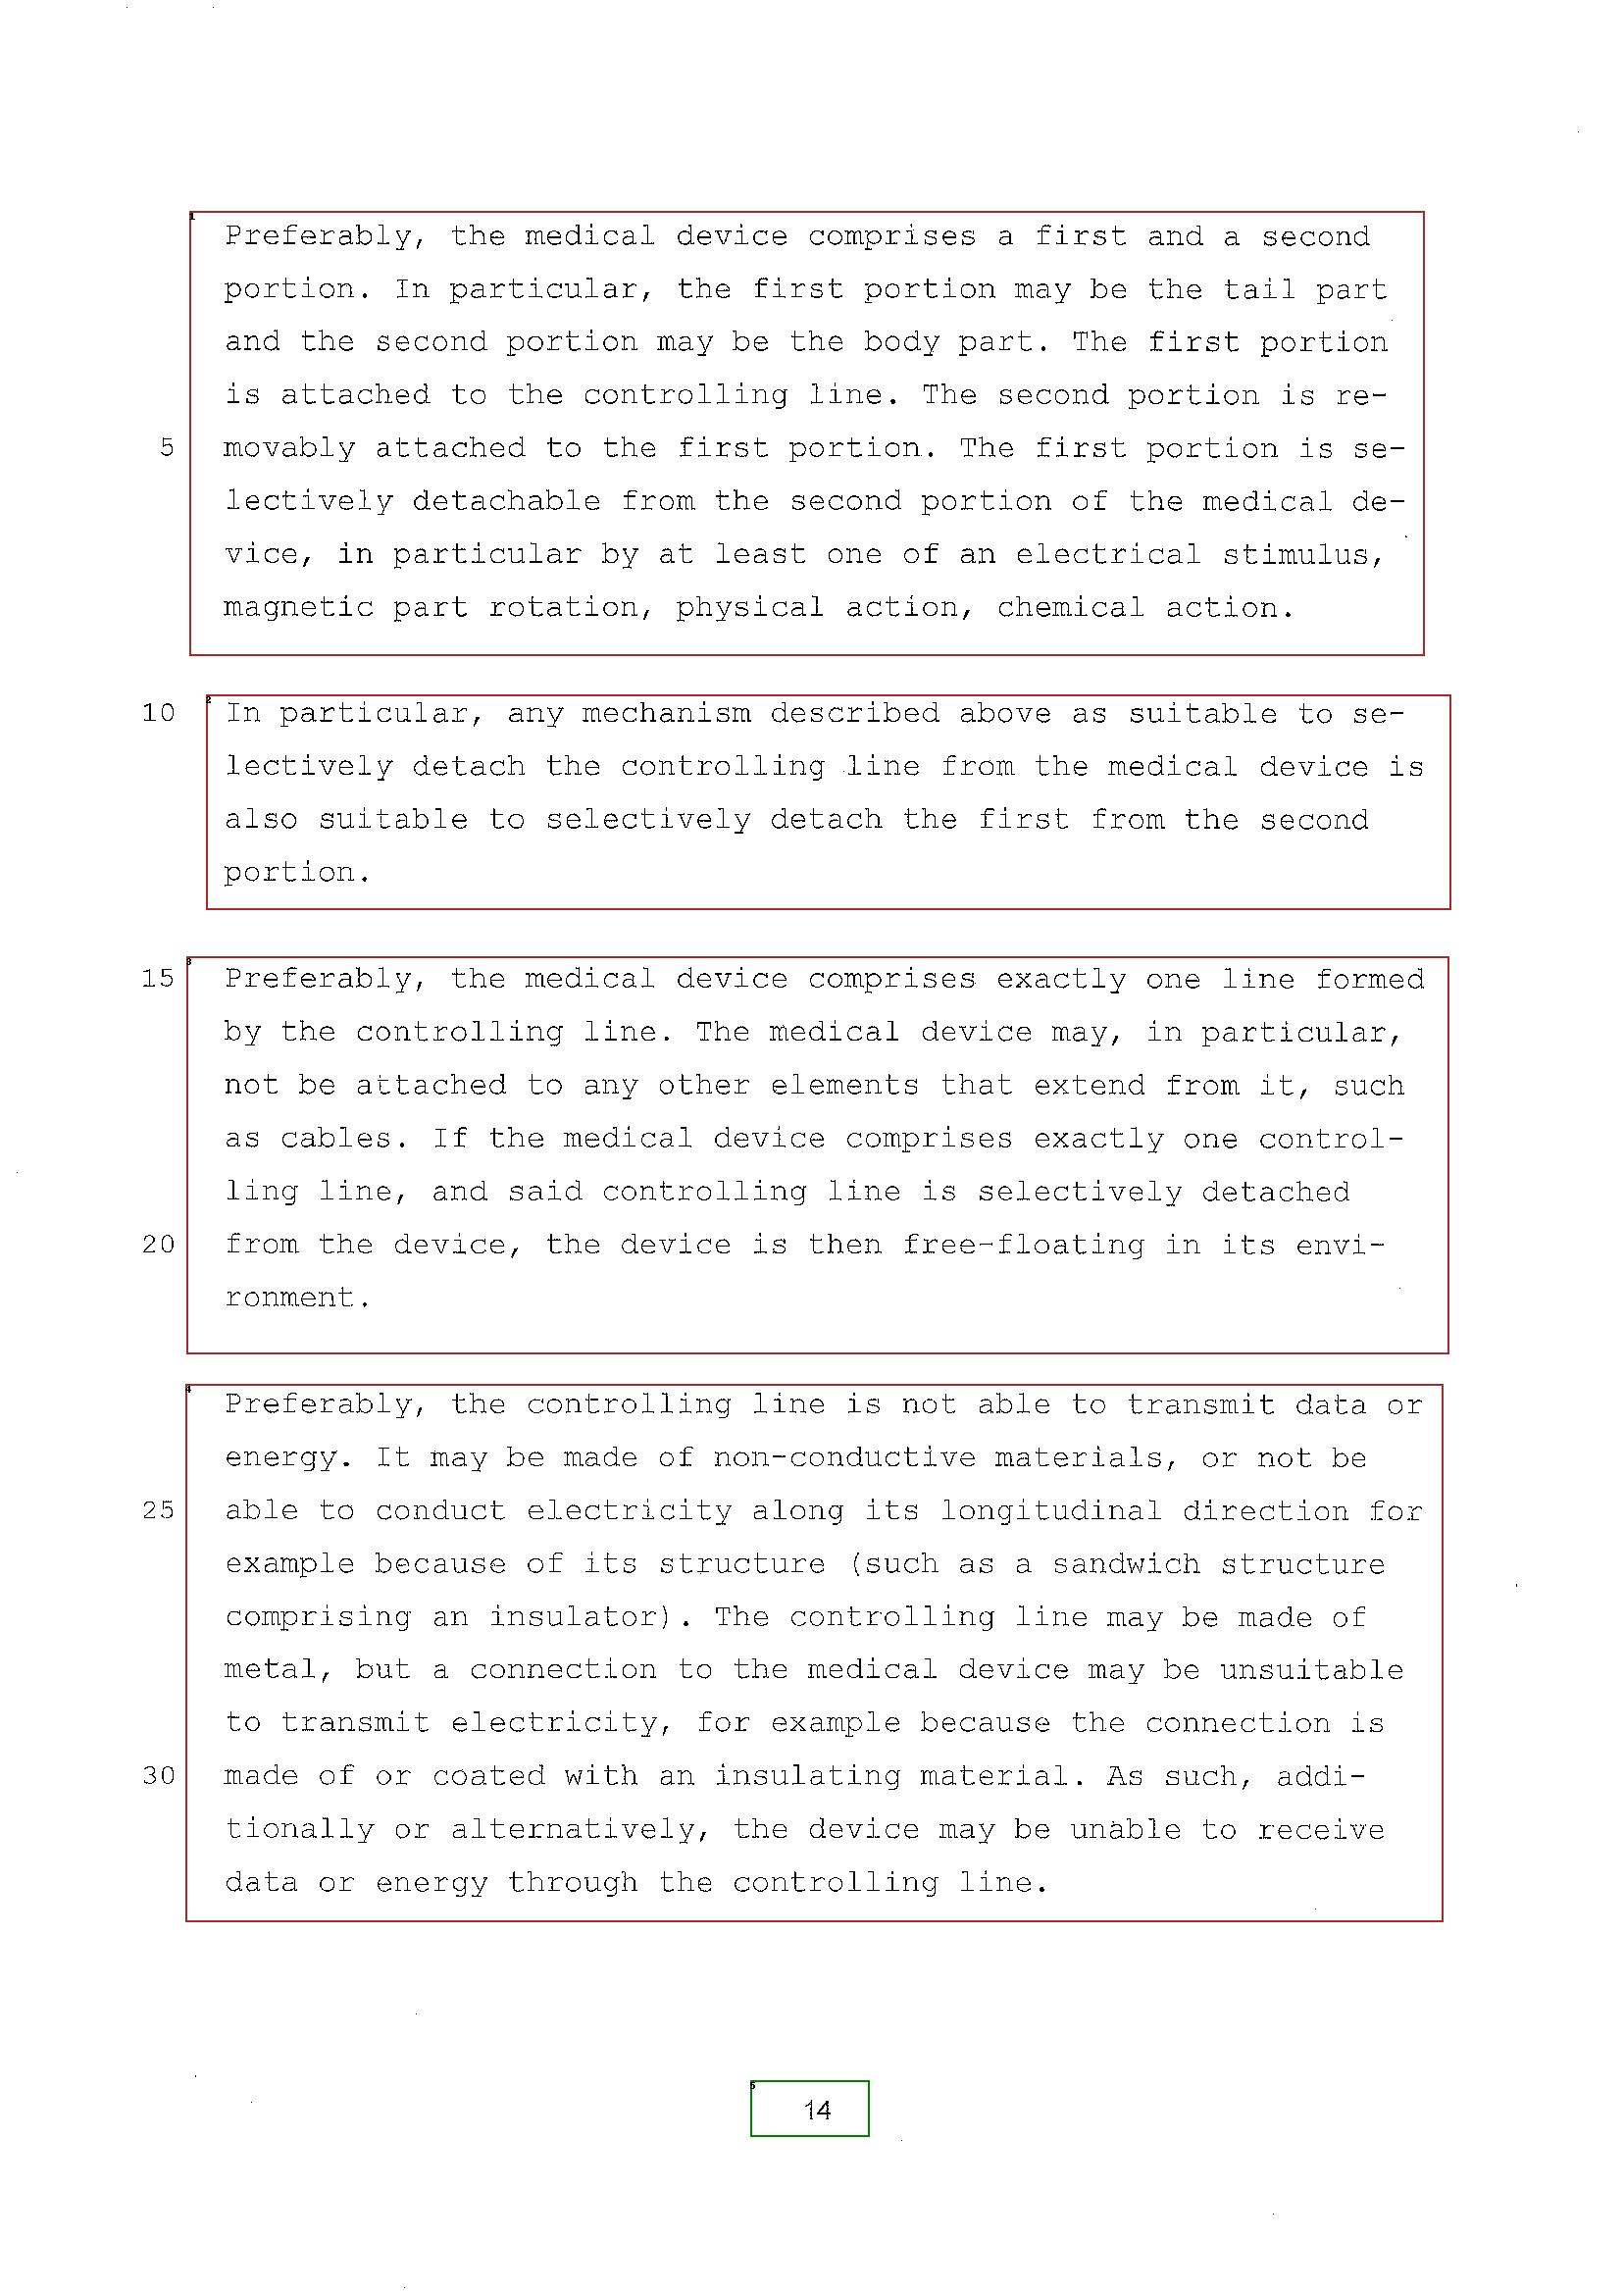 Preferably, the medical device comprises a first and a second
portion. In particular, the first portion may be the tail part
and the second portion may be the body part. The first portion
is attached to the controlling line. The second portion is re-
5 movably attached to the first portion. The first portion is se-
lectively detachable from the second portion of the medical de-
vice, in particular by at least one of an electrical stimulus,
magnetic part rotation, physical action, chemical action.
10 In particular, any mechanism described above as suitable to se-
lectively detach the controlling line from the medical device is
also suitable to selectively detach the first from the second
portion.
15 Preferably, the medical device comprises exactly one line formed
by the controlling line. The medical device may, in particular,
not be attached to any other elements that extend from it, such
as cables. If the medical device comprises exactly one control-
ling line, and said controlling line is selectively detached
20 from the device, the device is then free-floating in its envi-
ronment.
Preferably, the controlling line is not able to transmit data or
energy. It may be made of non-conductive materials, or not be
25 able to conduct electricity along its longitudinal direction for
example because of its structure (such as a sandwich structure
comprising an insulator). The controlling line may be made of
metal, but a connection to the medical device may be unsuitable
to transmit electricity, for example because the connection is
30 made of or coated with an insulating material. As such, addi-
tionally or alternatively, the device may be unable to receive
data or energy through the controlling line.
14